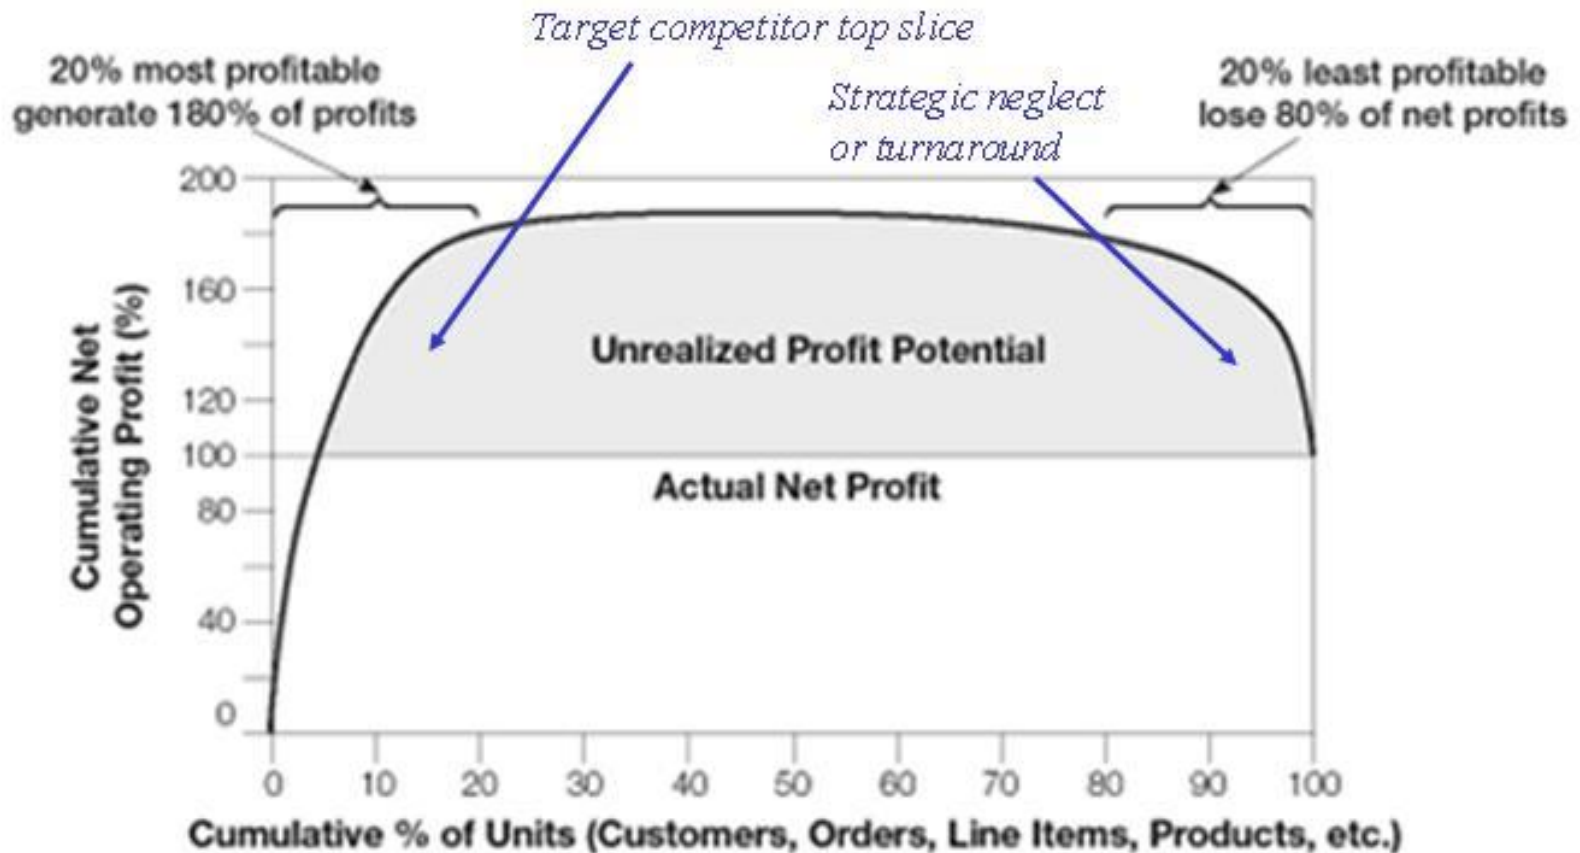 Target competitor top slice
20% most profitable
generate 180% of profits
Strategic neglect
or turnaround
20% least profitable
lose 80% of net profits
200
160
120
100
80
40
0
Cumulative Net
Operating Profit (%)
Unrealized Profit Potential
Actual Net Profit
0 10 20 30 40 50 60 70 80 90 100
Cumulative % of Units (Customers, Orders, Line Items, Products, etc.)